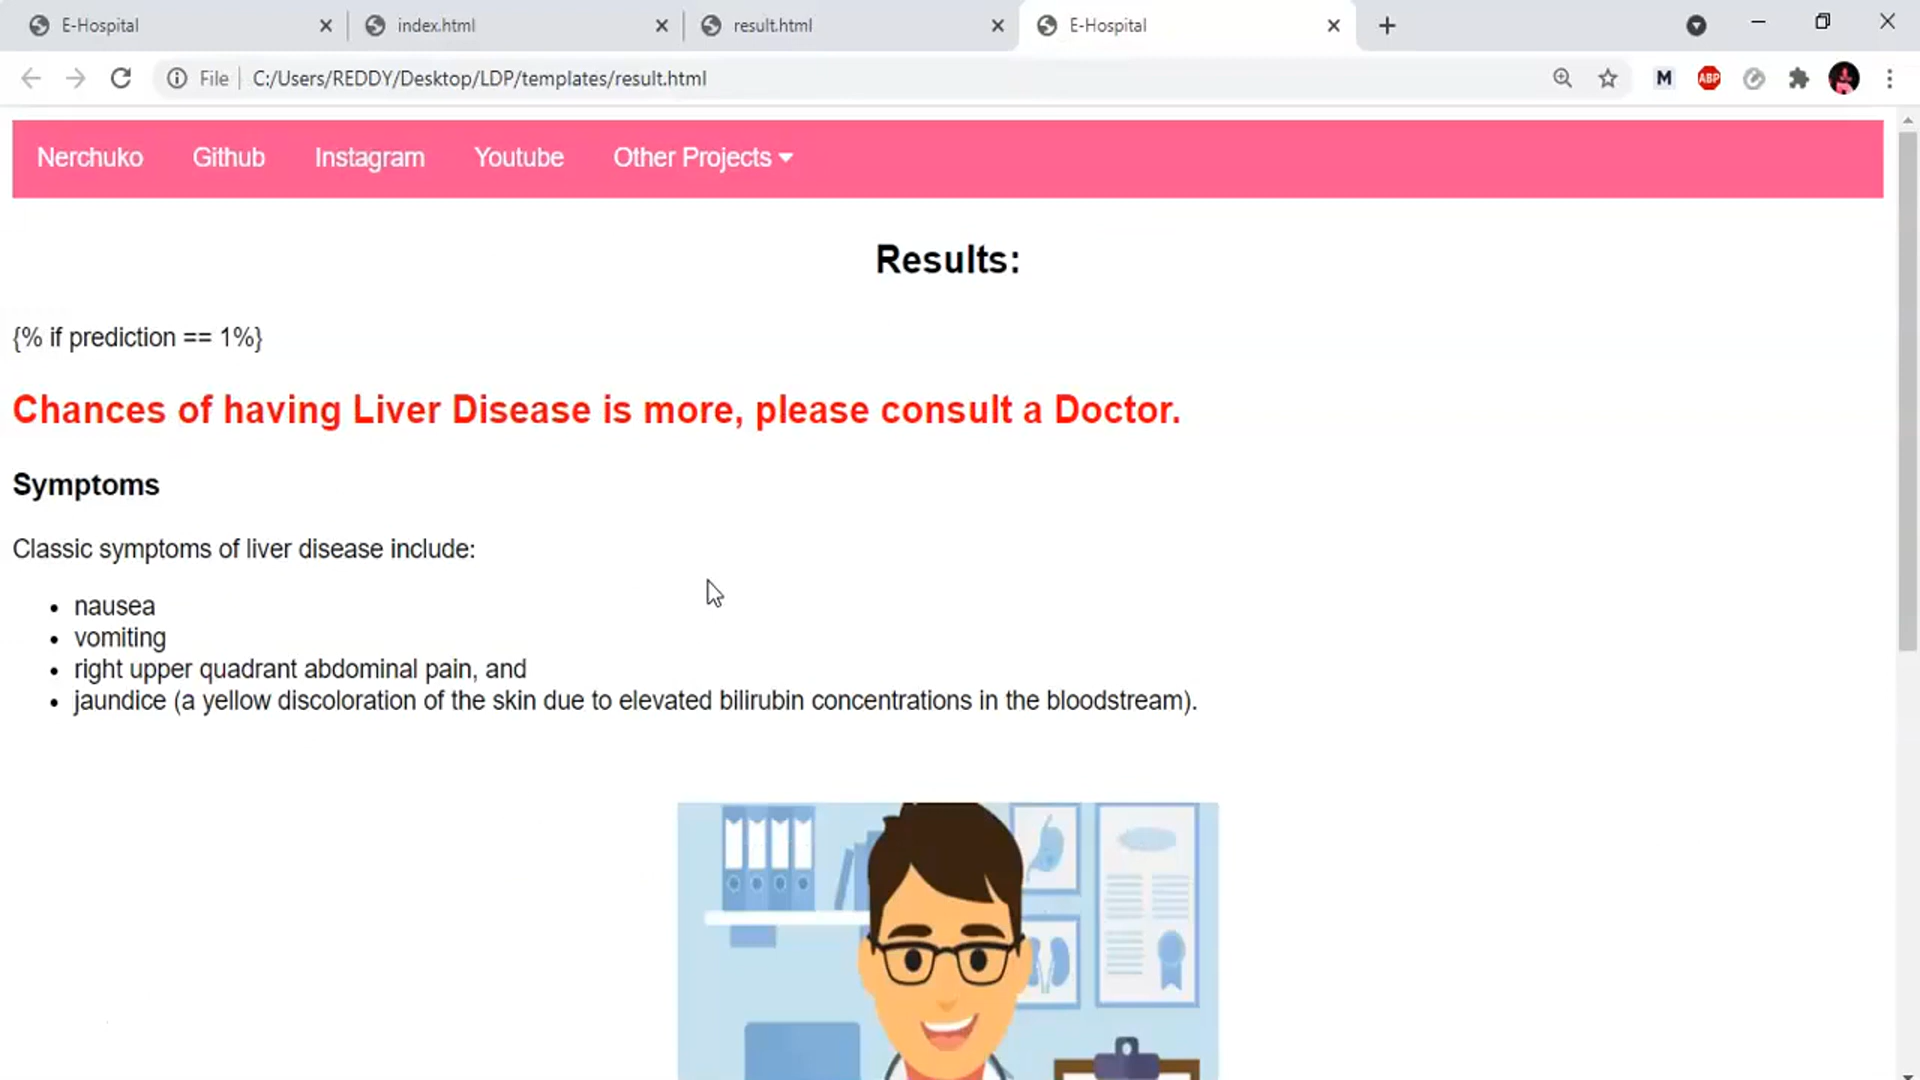 E-Hospital
index.html
result.html
E-Hospital
File C:/Users/REDDY/Desktop/LDP/templates/result.html
M
ABP
Nerchuko Github Instagram Youtube Other Projects
Results:
{% if prediction == 1%}
Chances of having Liver Disease is more, please consult a Doctor.
Symptoms
Classic symptoms of liver disease include:
• nausea
• vomiting
• right upper quadrant abdominal pain, and
• jaundice (a yellow discoloration of the skin due to elevated bilirubin concentrations in the bloodstream).